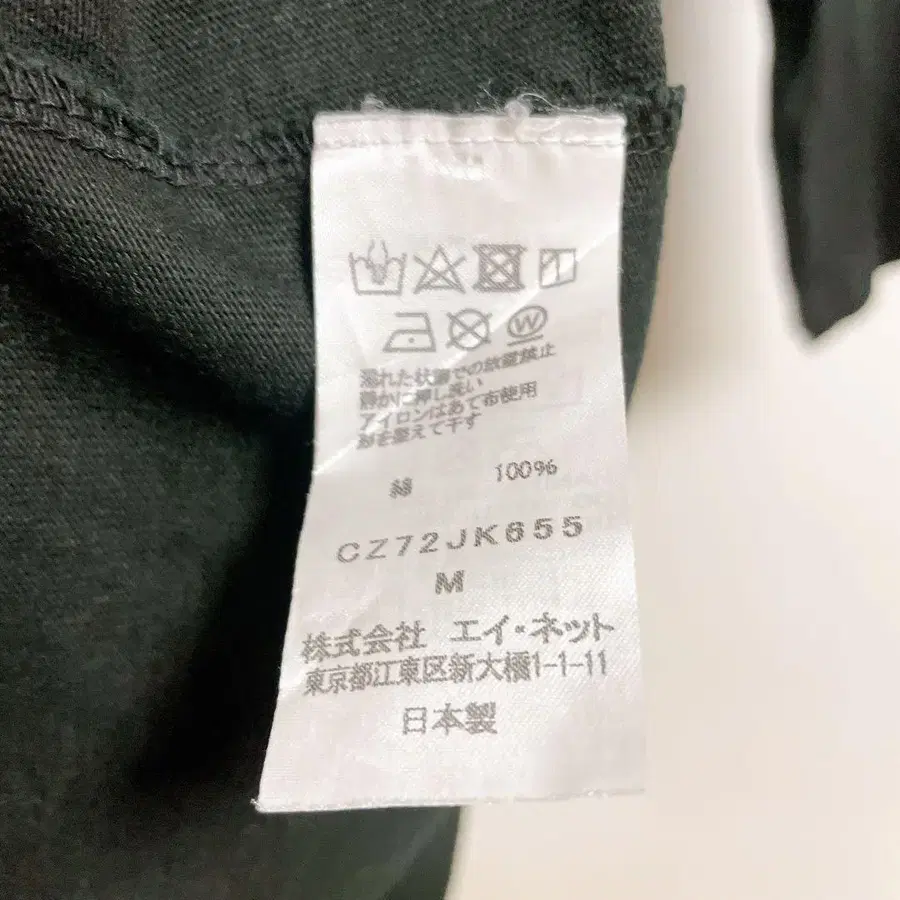 W
濡れた状態での放置禁止
静かに押し洗い
アイロンはあて布使用
形を整えて干す
綿 100%
CZ72JK655
M
株式会社 エイ・ネット
東京都江東区新大橋1-1-11
日本製